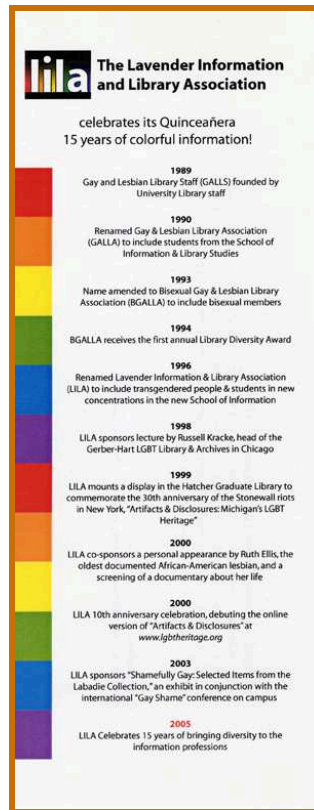 lila
The Lavender Information
and Library Association
celebrates its Quinceañera
15 years of colorful information!
1989
Gay and Lesbian Library Staff (GALLS) founded by
University Library staff
1990
Renamed Gay & Lesbian Library Association
(GALLA) to include students from the School of
Information & Library Studies
1993
Name amended to Bisexual Gay & Lesbian Library
Association (BGALLA) to include bisexual members
1994
BGALLA receives the first annual Library Diversity Award
1996
Renamed Lavender Information & Library Association
(LILA) to include transgendered people & students in new
concentrations in the new School of Information
1998
LILA sponsors lecture by Russell Kracke, head of the
Gerber-Hart LGBT Library & Archives in Chicago
1999
LILA mounts a display in the Hatcher Graduate Library to
commemorate the 30th anniversary of the Stonewall riots
in New York, "Artifacts & Disclosures: Michigan's LGBT
Heritage"
2000
LILA co-sponsors a personal appearance by Ruth Ellis, the
oldest documented African-American lesbian, and a
screening of a documentary about her life
2000
LILA 10th anniversary celebration, debuting the online
version of "Artifacts & Disclosures" at
www.lgbtheritage.org
2003
LILA sponsors "Shamefully Gay: Selected Items from the
Labadie Collection," an exhibit in conjunction with the
international "Gay Shame" conference on campus
2005
LILA Celebrates 15 years of bringing diversity to the
information professions